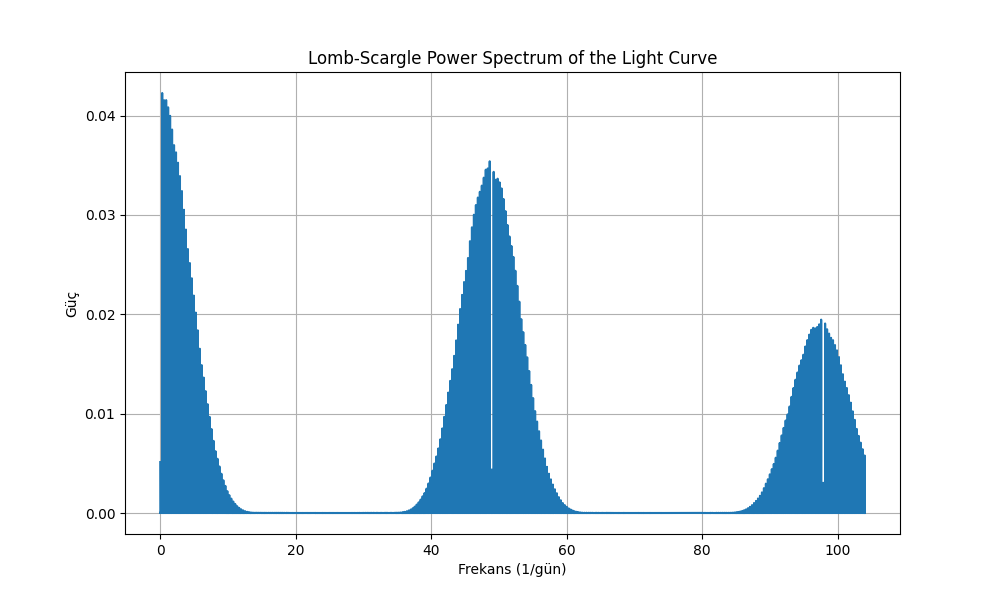 Lomb-Scargle Power Spectrum of the Light Curve
0.04
0.03
0.02
0.01
0.00
Güç
0 20 40 60 80 100
Frekans (1/gün)